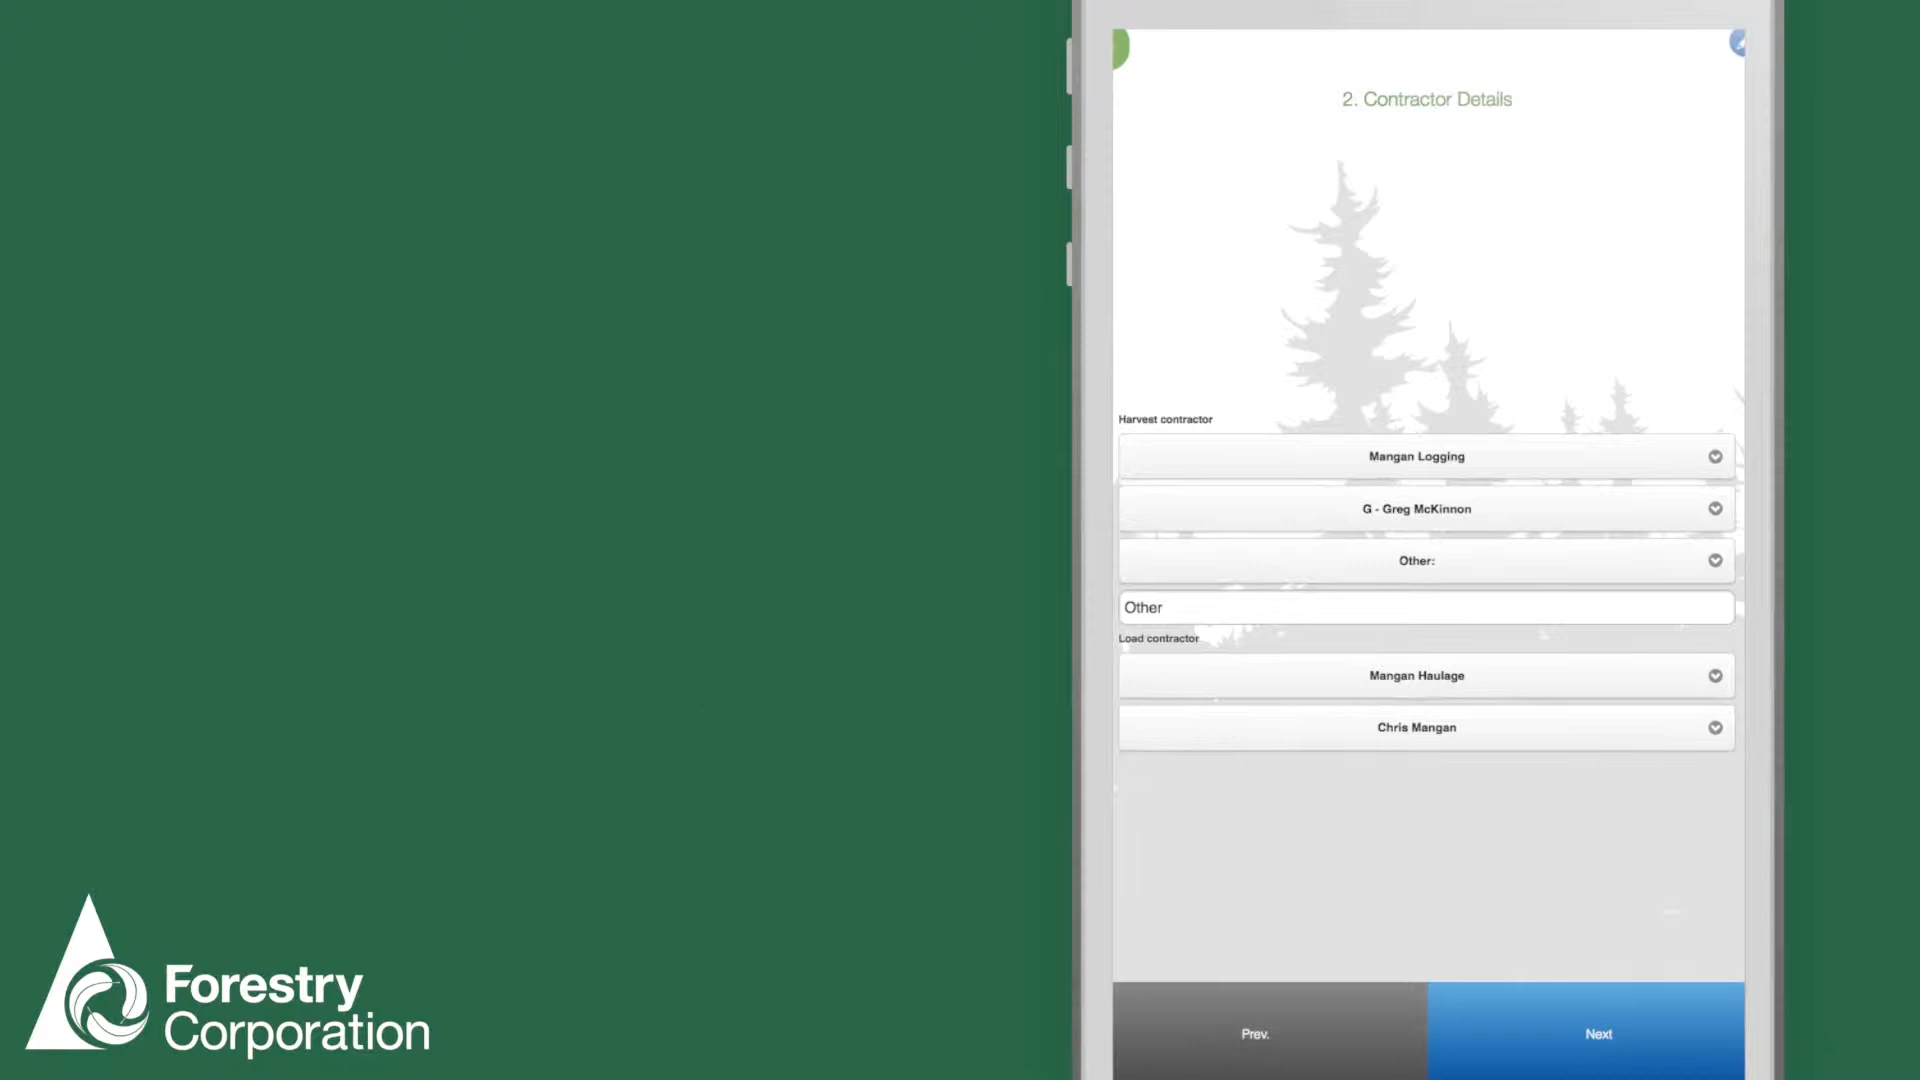 2. Contractor Details
Harvest contractor
Mangan Logging
G - Greg McKinnon
Other:
Other
Load contractor
Mangan Haulage
Chris Mangan
Prev.
Next
Forestry
Corporation